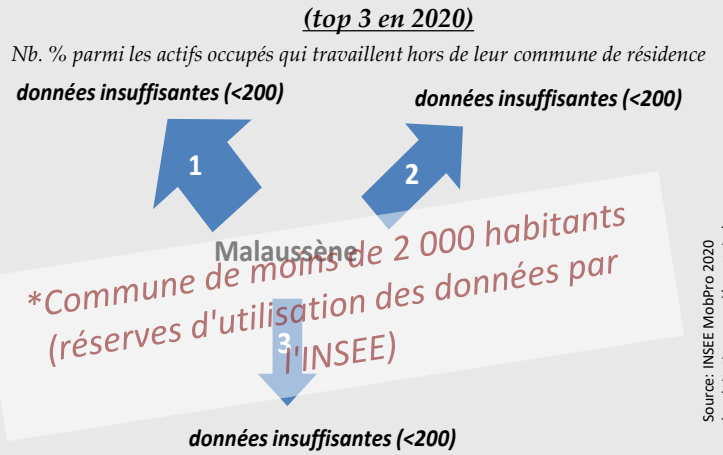 (top 3 en 2020)
Nb. % parmi les actifs occupés qui travaillent hors de leur commune de résidence
données insuffisantes (<200)
données insuffisantes (<200)
1
2
Malaussène
*Commune de moins de 2 000 habitants
(réserves d'utilisation des données par
l'INSEE)
3
données insuffisantes (<200)
Source: INSEE MobPro 2020